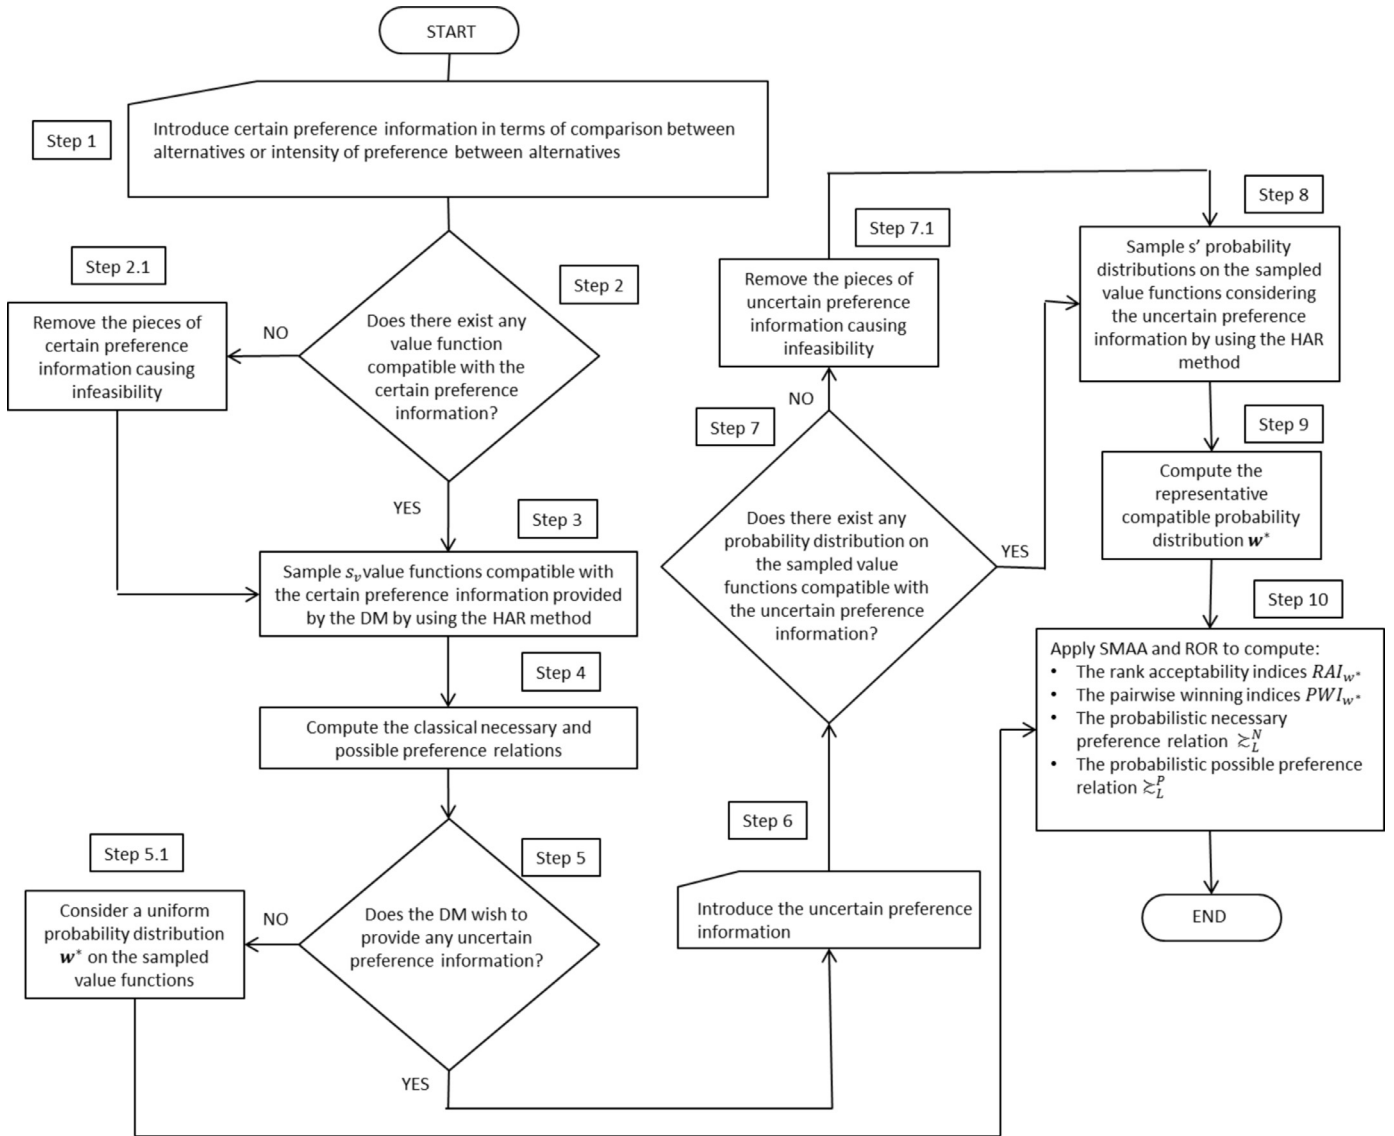 START
Step 1
Introduce certain preference information in terms of comparison between
alternatives or intensity of preference between alternatives
Step 2.1
Remove the pieces of
certain preference
information causing
infeasibility
NO
Step 2
Does there exist any
value function
compatible with the
certain preference
information?
YES
Step 3
Sample s_v value functions compatible with
the certain preference information provided
by the DM by using the HAR method
Step 4
Compute the classical necessary and
possible preference relations
Step 5.1
Consider a uniform
probability distribution
w* on the sampled
value functions
NO
Step 5
Does the DM wish to
provide any uncertain
preference information?
YES
Step 6
Introduce the uncertain preference
information
Step 7
Does there exist any
probability distribution on
the sampled value
functions compatible with
the uncertain preference
information?
NO
YES
Step 7.1
Remove the pieces of
uncertain preference
information causing
infeasibility
Step 8
Sample s’ probability
distributions on the sampled
value functions considering
the uncertain preference
information by using the HAR
method
Step 9
Compute the
representative
compatible probability
distribution w*
Step 10
Apply SMAA and ROR to compute:
• The rank acceptability indices RAI_{w*}
• The pairwise winning indices PWI_{w*}
• The probabilistic necessary
preference relation ≿_L^N
• The probabilistic possible preference
relation ≿_L^P
END